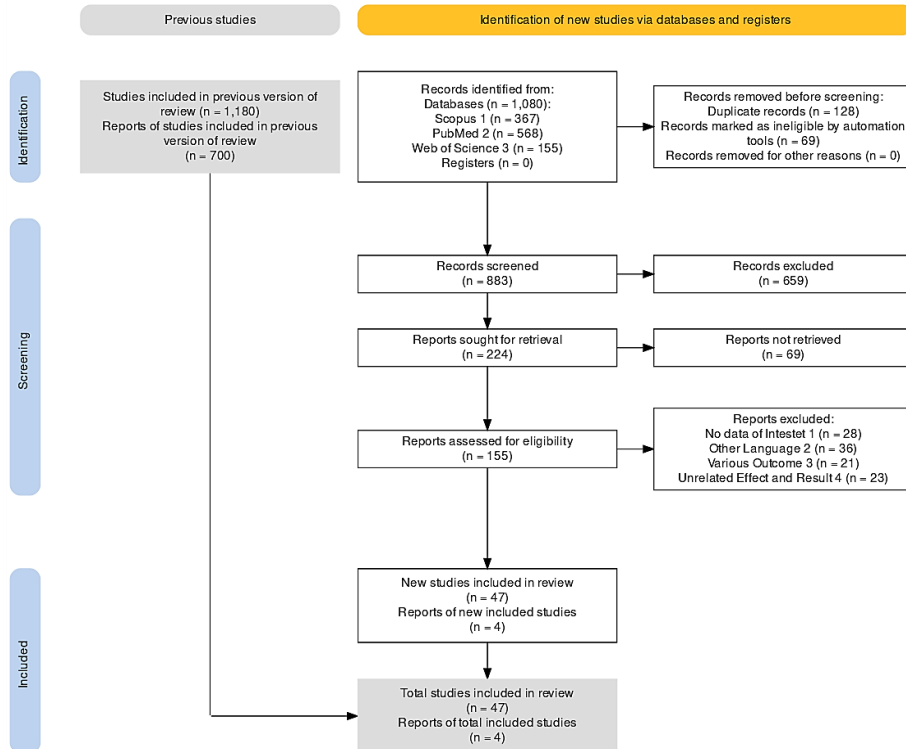 Previous studies
Identification of new studies via databases and registers
Identification
Studies included in previous version of
review (n = 1,180)
Reports of studies included in previous
version of review
(n = 700)
Records identified from:
Databases (n = 1,080):
Scopus 1 (n = 367)
PubMed 2 (n = 568)
Web of Science 3 (n = 155)
Registers (n = 0)
Records removed before screening:
Duplicate records (n = 128)
Records marked as ineligible by automation
tools (n = 69)
Records removed for other reasons (n = 0)
Screening
Records screened
(n = 883)
Records excluded
(n = 659)
Reports sought for retrieval
(n = 224)
Reports not retrieved
(n = 69)
Reports assessed for eligibility
(n = 155)
Reports excluded:
No data of Intestet 1 (n = 28)
Other Language 2 (n = 36)
Various Outcome 3 (n = 21)
Unrelated Effect and Result 4 (n = 23)
Included
New studies included in review
(n = 47)
Reports of new included studies
(n = 4)
Total studies included in review
(n = 47)
Reports of total included studies
(n = 4)